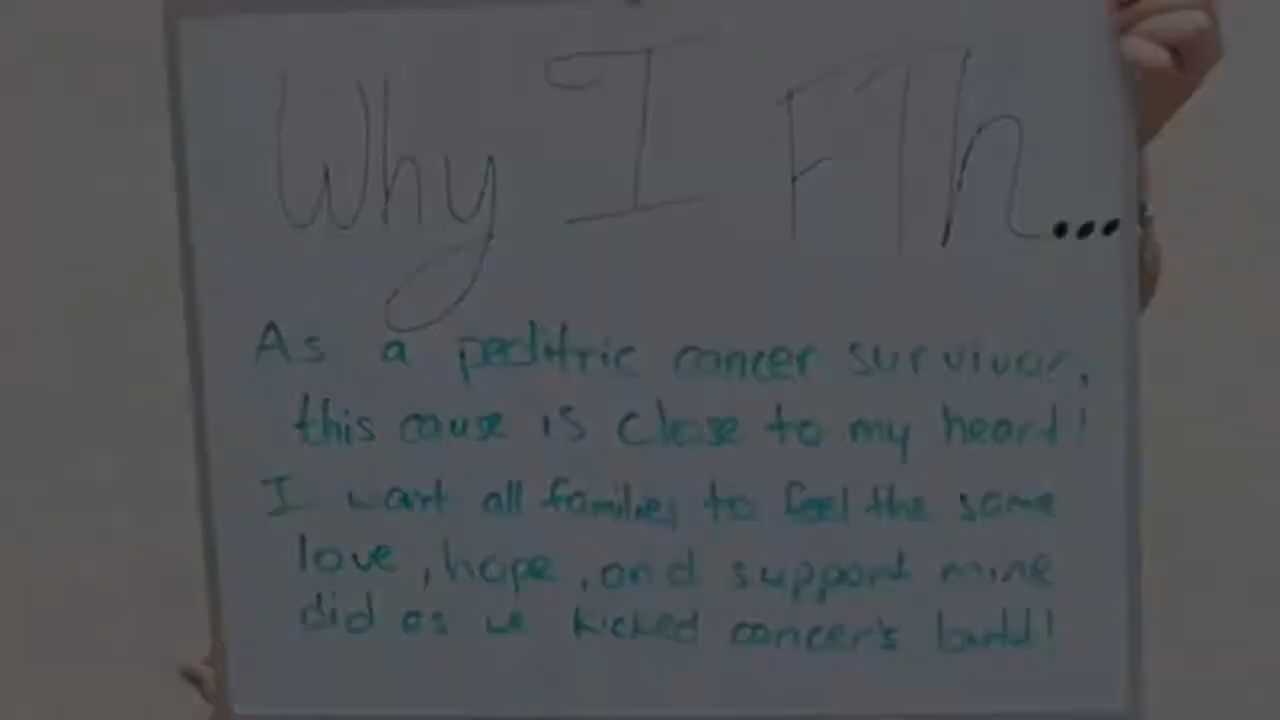 Why I FTK...
As a peditric cancer survivor,
this cause is close to my heart!
I want all families to feel the same
love, hope, and support mine
did as we kicked cancer's butt!